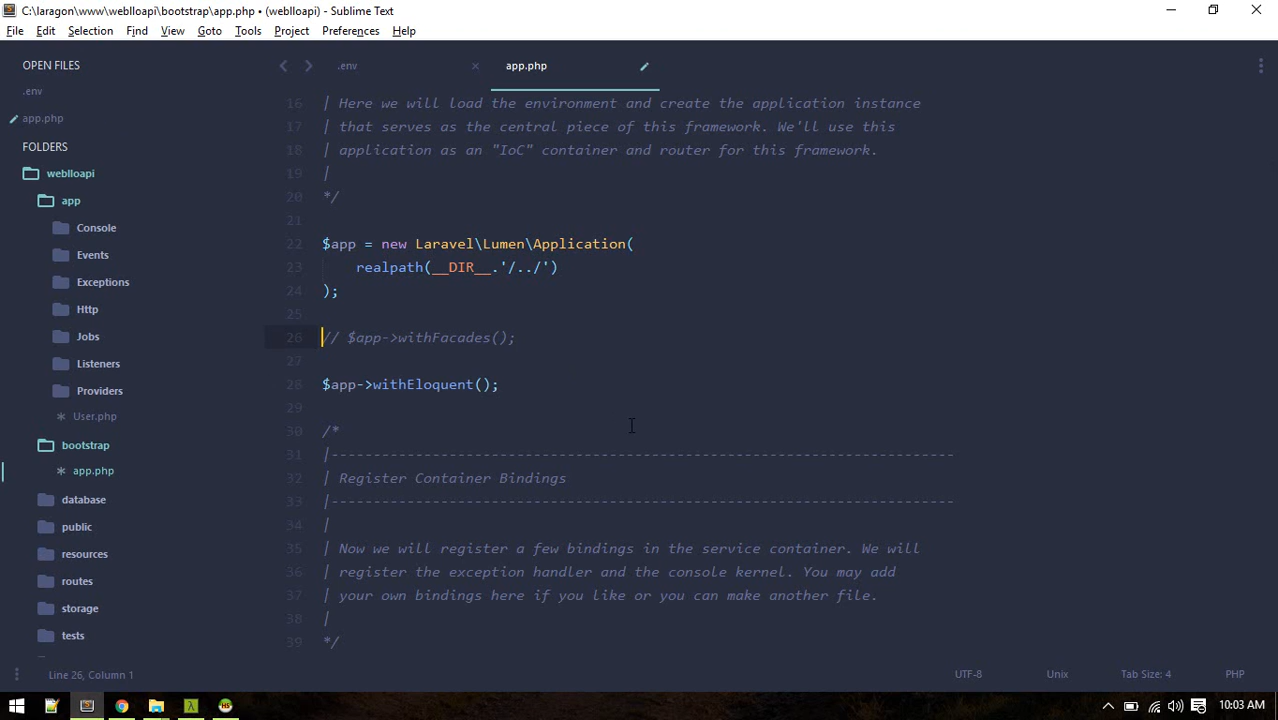 C:\laragon\www\weblloapi\bootstrap\app.php • (weblloapi) - Sublime Text
File Edit Selection Find View Goto Tools Project Preferences Help
OPEN FILES
.env
app.php
FOLDERS
weblloapi
app
Console
Events
Exceptions
Http
Jobs
Listeners
Providers
User.php
bootstrap
app.php
database
public
resources
routes
storage
tests
.env
app.php
16 | Here we will load the environment and create the application instance
17 | that serves as the central piece of this framework. We'll use this
18 | application as an "IoC" container and router for this framework.
19 |
20 */
21
22 $app = new Laravel\Lumen\Application(
23     realpath(__DIR__.'/../')
24 );
25
26 // $app->withFacades();
27
28 $app->withEloquent();
29
30 /*
31 |--------------------------------------------------------------------------
32 | Register Container Bindings
33 |--------------------------------------------------------------------------
34 |
35 | Now we will register a few bindings in the service container. We will
36 | register the exception handler and the console kernel. You may add
37 | your own bindings here if you like or you can make another file.
38 |
39 */
Line 26, Column 1
UTF-8 Unix Tab Size: 4 PHP
10:03 AM